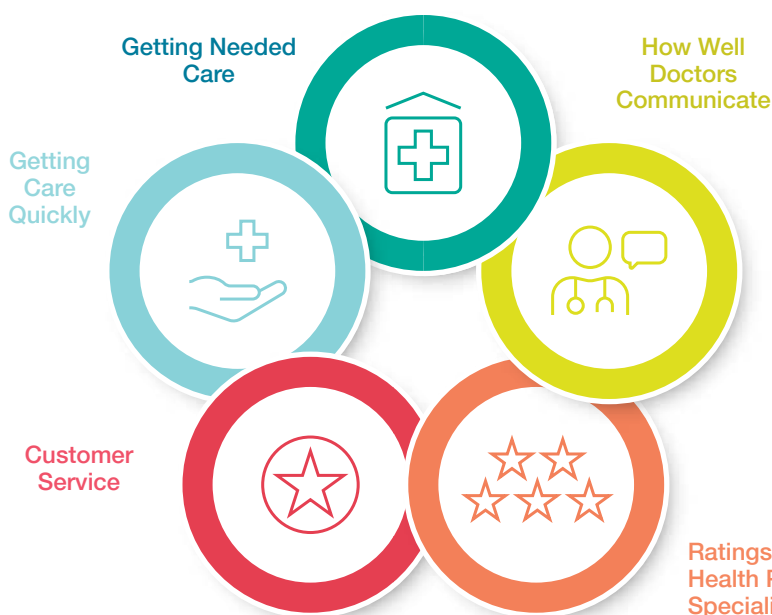 Getting Needed
Care
How Well
Doctors
Communicate
Getting
Care
Quickly
Customer
Service
Ratings
Health